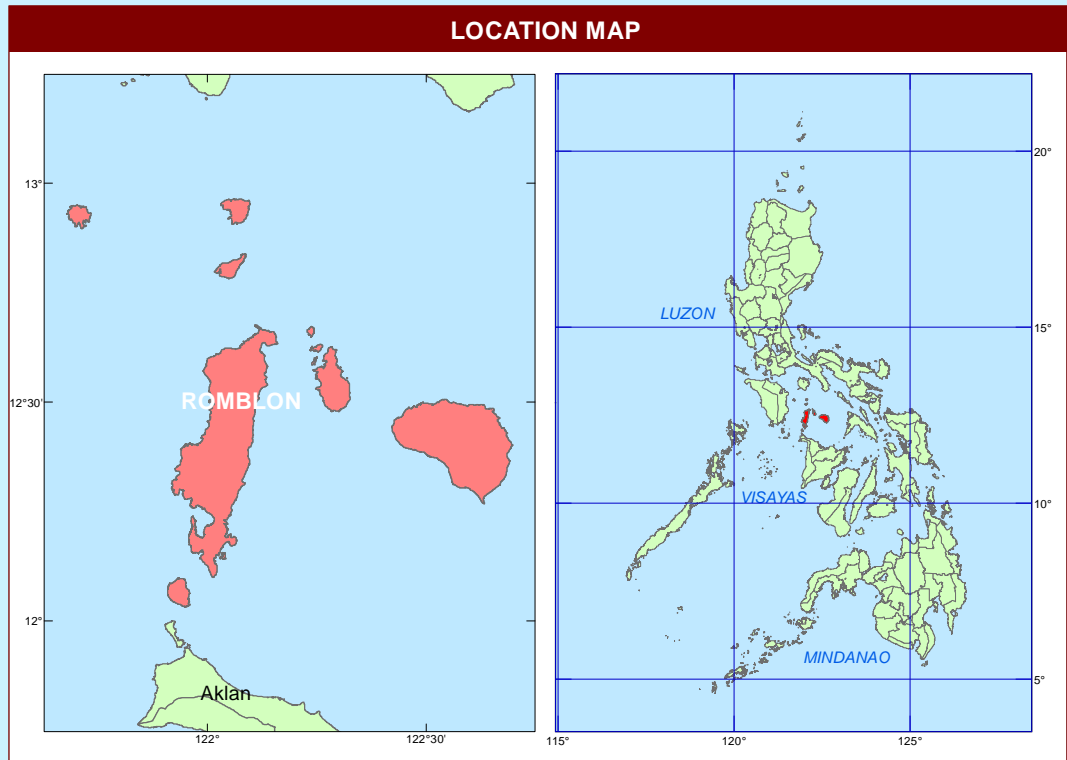 LOCATION MAP
13°
12°30'
12°
122°
122°30'
ROMBLON
Aklan
20°
15°
10°
5°
115°
120°
125°
LUZON
VISAYAS
MINDANAO